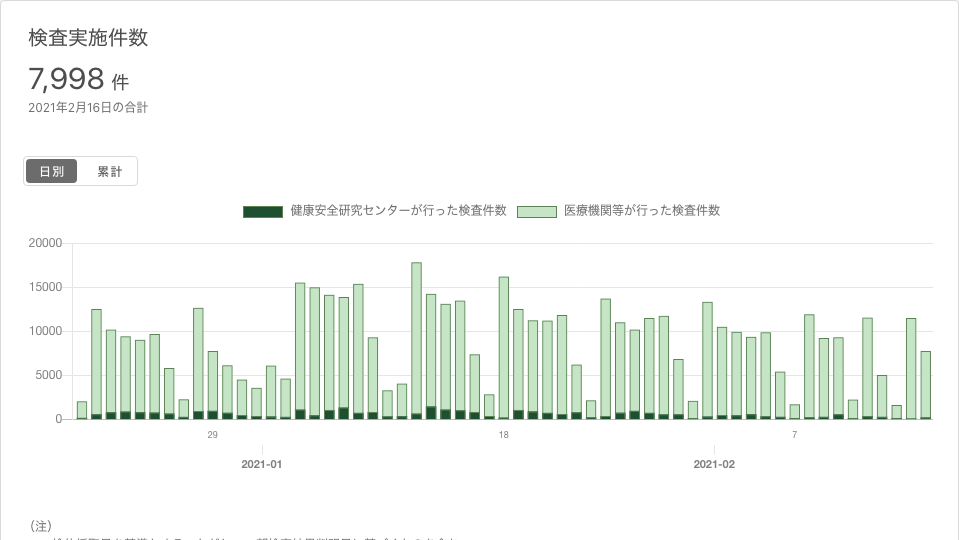 検査実施件数
7,998 件
2021年2月16日の合計
日別 累計
健康安全研究センターが行った検査件数 医療機関等が行った検査件数
20000
15000
10000
5000
0
29 18 7
2021-01 2021-02
（注）